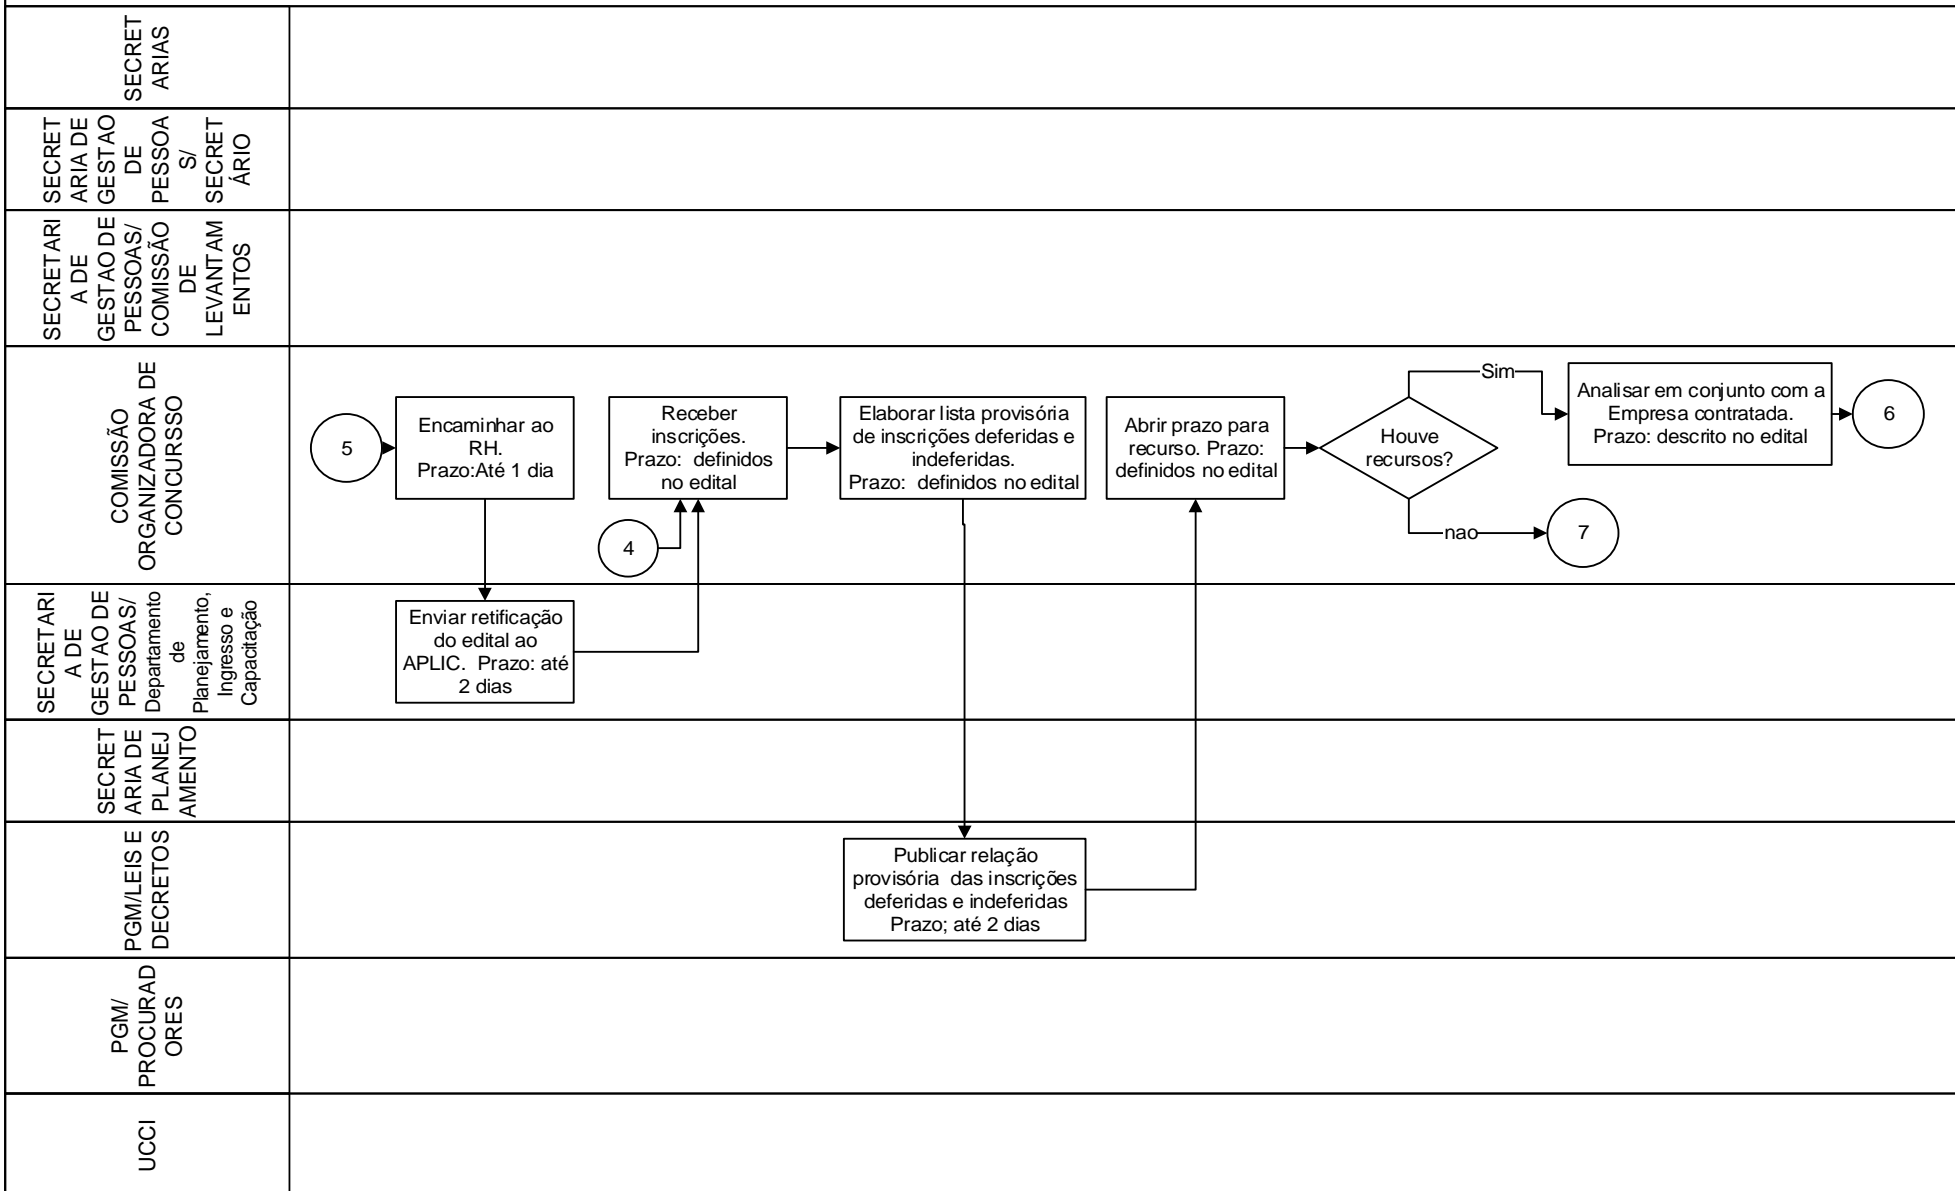 SECRET
ARIAS
SECRET
ARIA DE
GESTAO
DE
PESSOA
S/
SECRET
ÁRIO
SECRETARI
A DE
GESTAO DE
PESSOAS/
COMISSÃO
DE
LEVANTAM
ENTOS
COMISSÃO
ORGANIZADORA DE
CONCURSSO
5
Encaminhar ao
RH.
Prazo:Até 1 dia
Receber
inscrições.
Prazo: definidos
no edital
4
Elaborar lista provisória
de inscrições deferidas e
indeferidas.
Prazo: definidos no edital
Abrir prazo para
recurso. Prazo:
definidos no edital
Houve
recursos?
Sim
Analisar em conjunto com a
Empresa contratada.
Prazo: descrito no edital
6
nao
7
SECRETARI
A DE
GESTAO DE
PESSOAS/
Departamento
de
Planejamento,
Ingresso e
Capacitação
Enviar retificação
do edital ao
APLIC. Prazo: até
2 dias
SECRET
ARIA DE
PLANEJ
AMENTO
PGM/LEIS E
DECRETOS
Publicar relação
provisória das inscrições
deferidas e indeferidas
Prazo; até 2 dias
PGM/
PROCURAD
ORES
UCCI